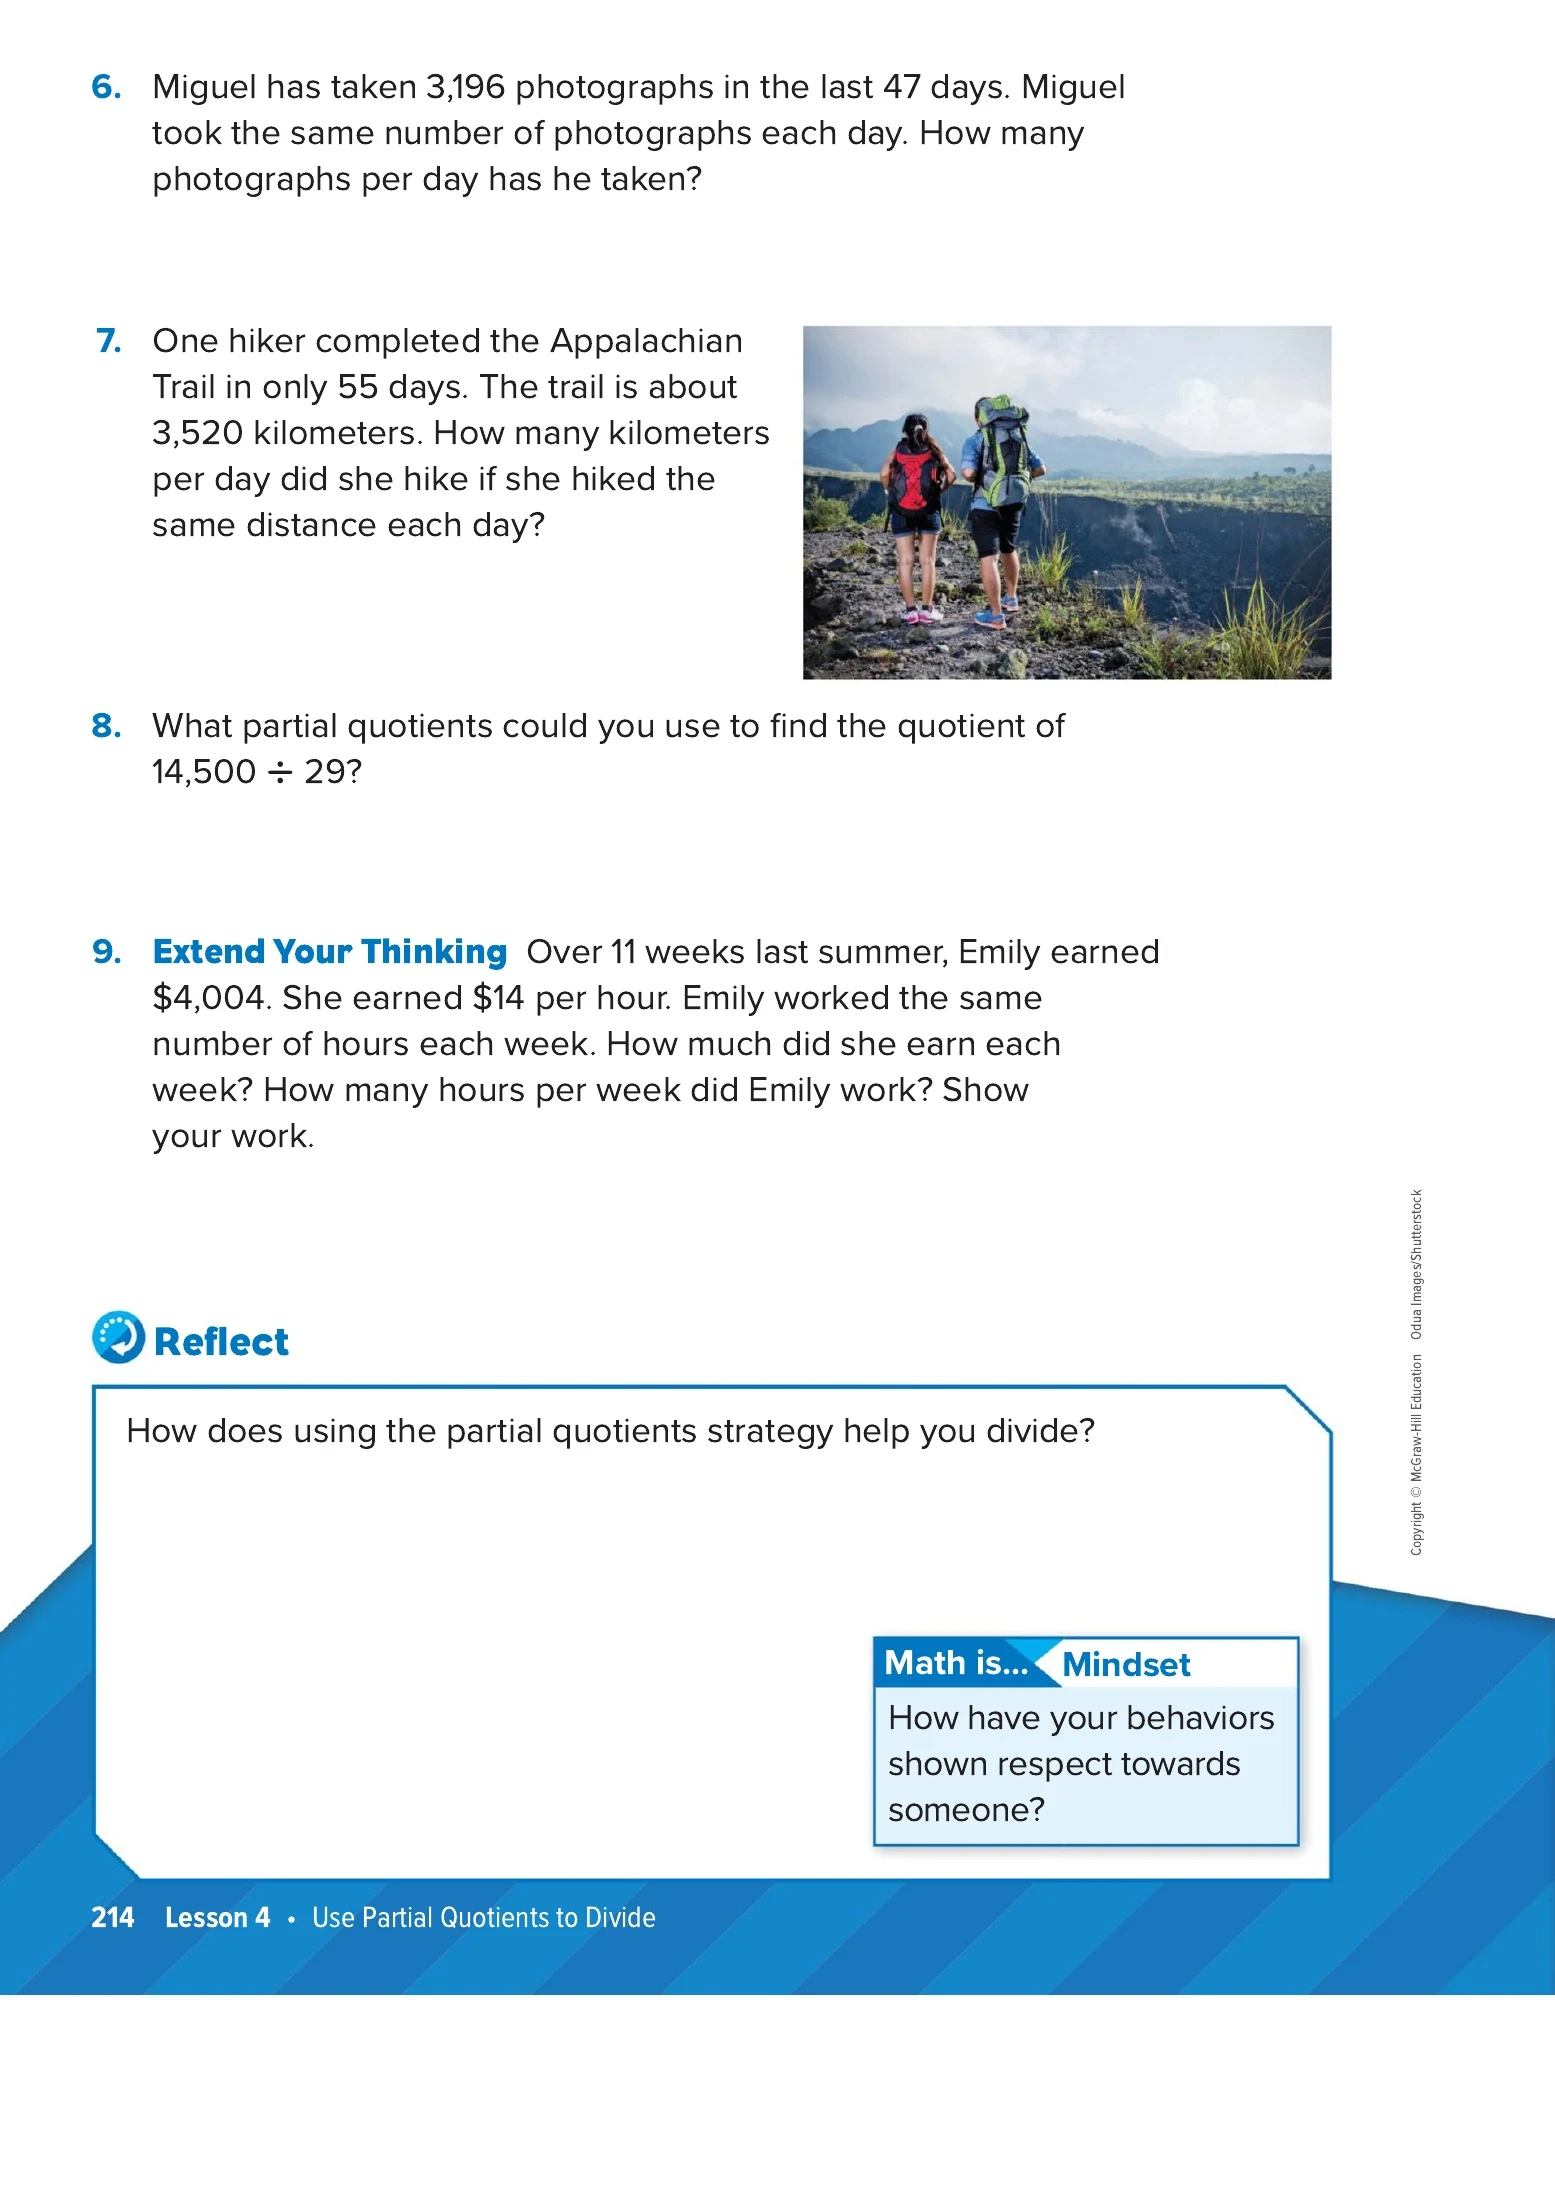 6. Miguel has taken 3,196 photographs in the last 47 days. Miguel
took the same number of photographs each day. How many
photographs per day has he taken?
7. One hiker completed the Appalachian
Trail in only 55 days. The trail is about
3,520 kilometers. How many kilometers
per day did she hike if she hiked the
same distance each day?
8. What partial quotients could you use to find the quotient of
14,500 ÷ 29?
9. Extend Your Thinking Over 11 weeks last summer, Emily earned
$4,004. She earned $14 per hour. Emily worked the same
number of hours each week. How much did she earn each
week? How many hours per week did Emily work? Show
your work.
Reflect
How does using the partial quotients strategy help you divide?
Math is... Mindset
How have your behaviors
shown respect towards
someone?
214 Lesson 4 • Use Partial Quotients to Divide
Copyright © McGraw-Hill Education Odua Images/Shutterstock